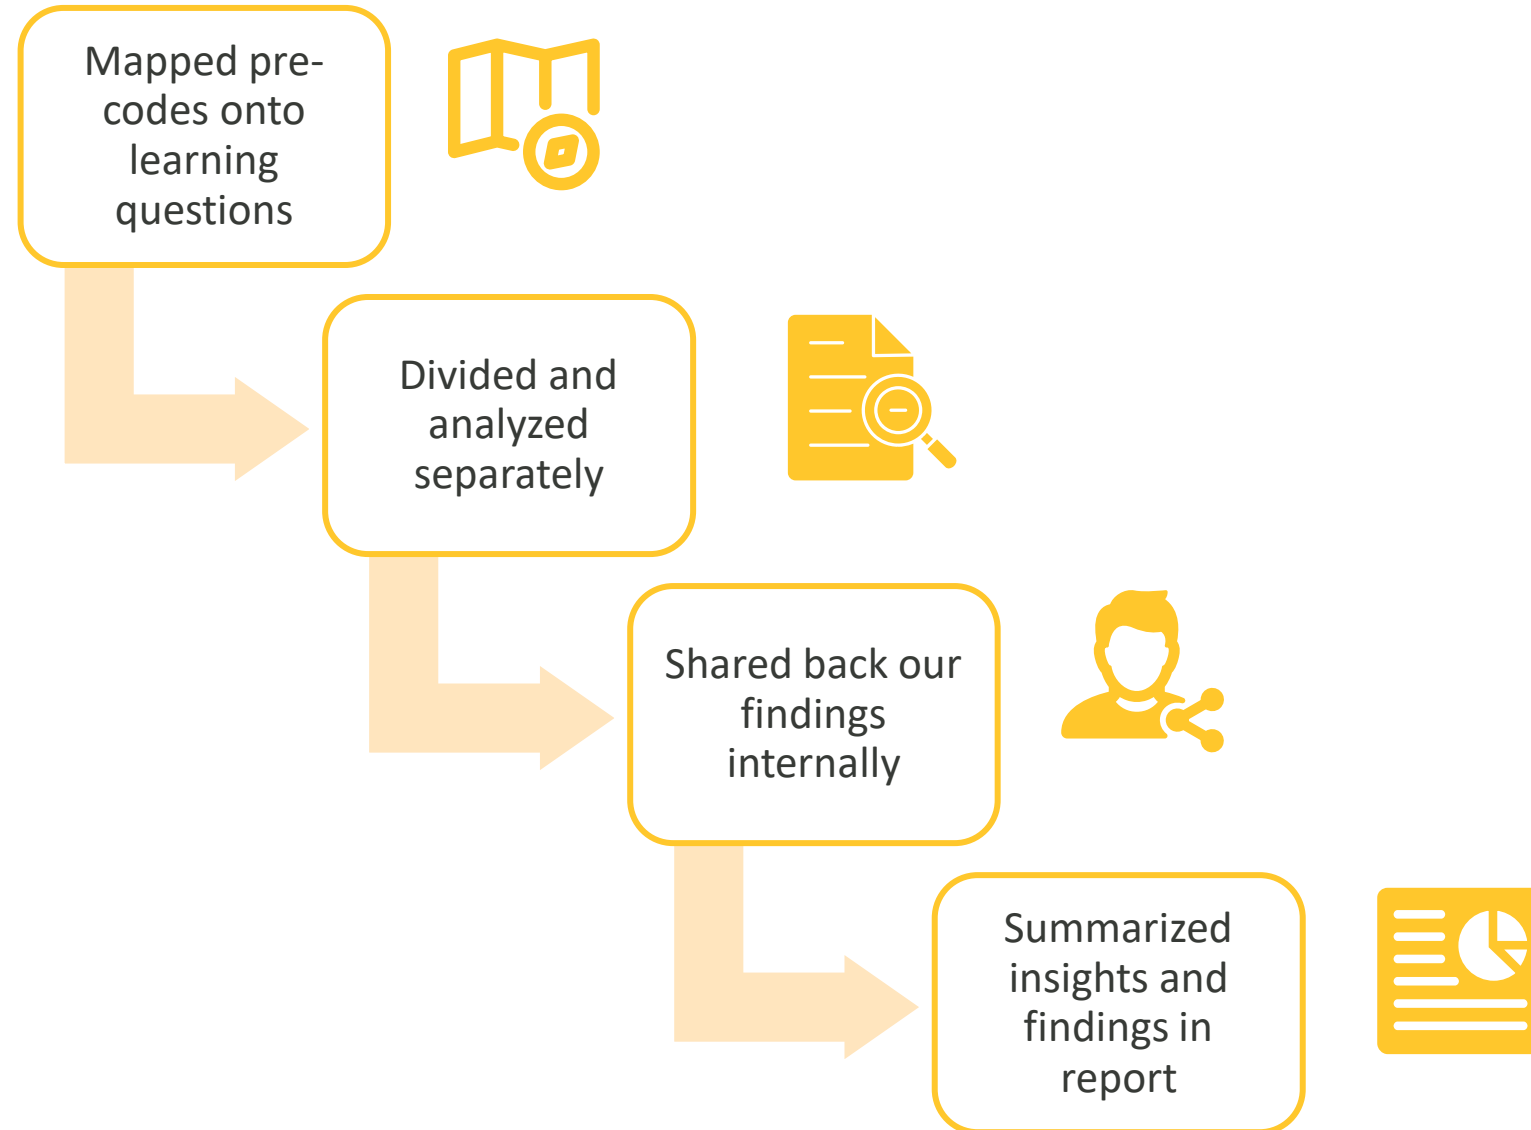 Mapped pre-
codes onto
learning
questions
Divided and
analyzed
separately
Shared back our
findings
internally
Summarized
insights and
findings in
report